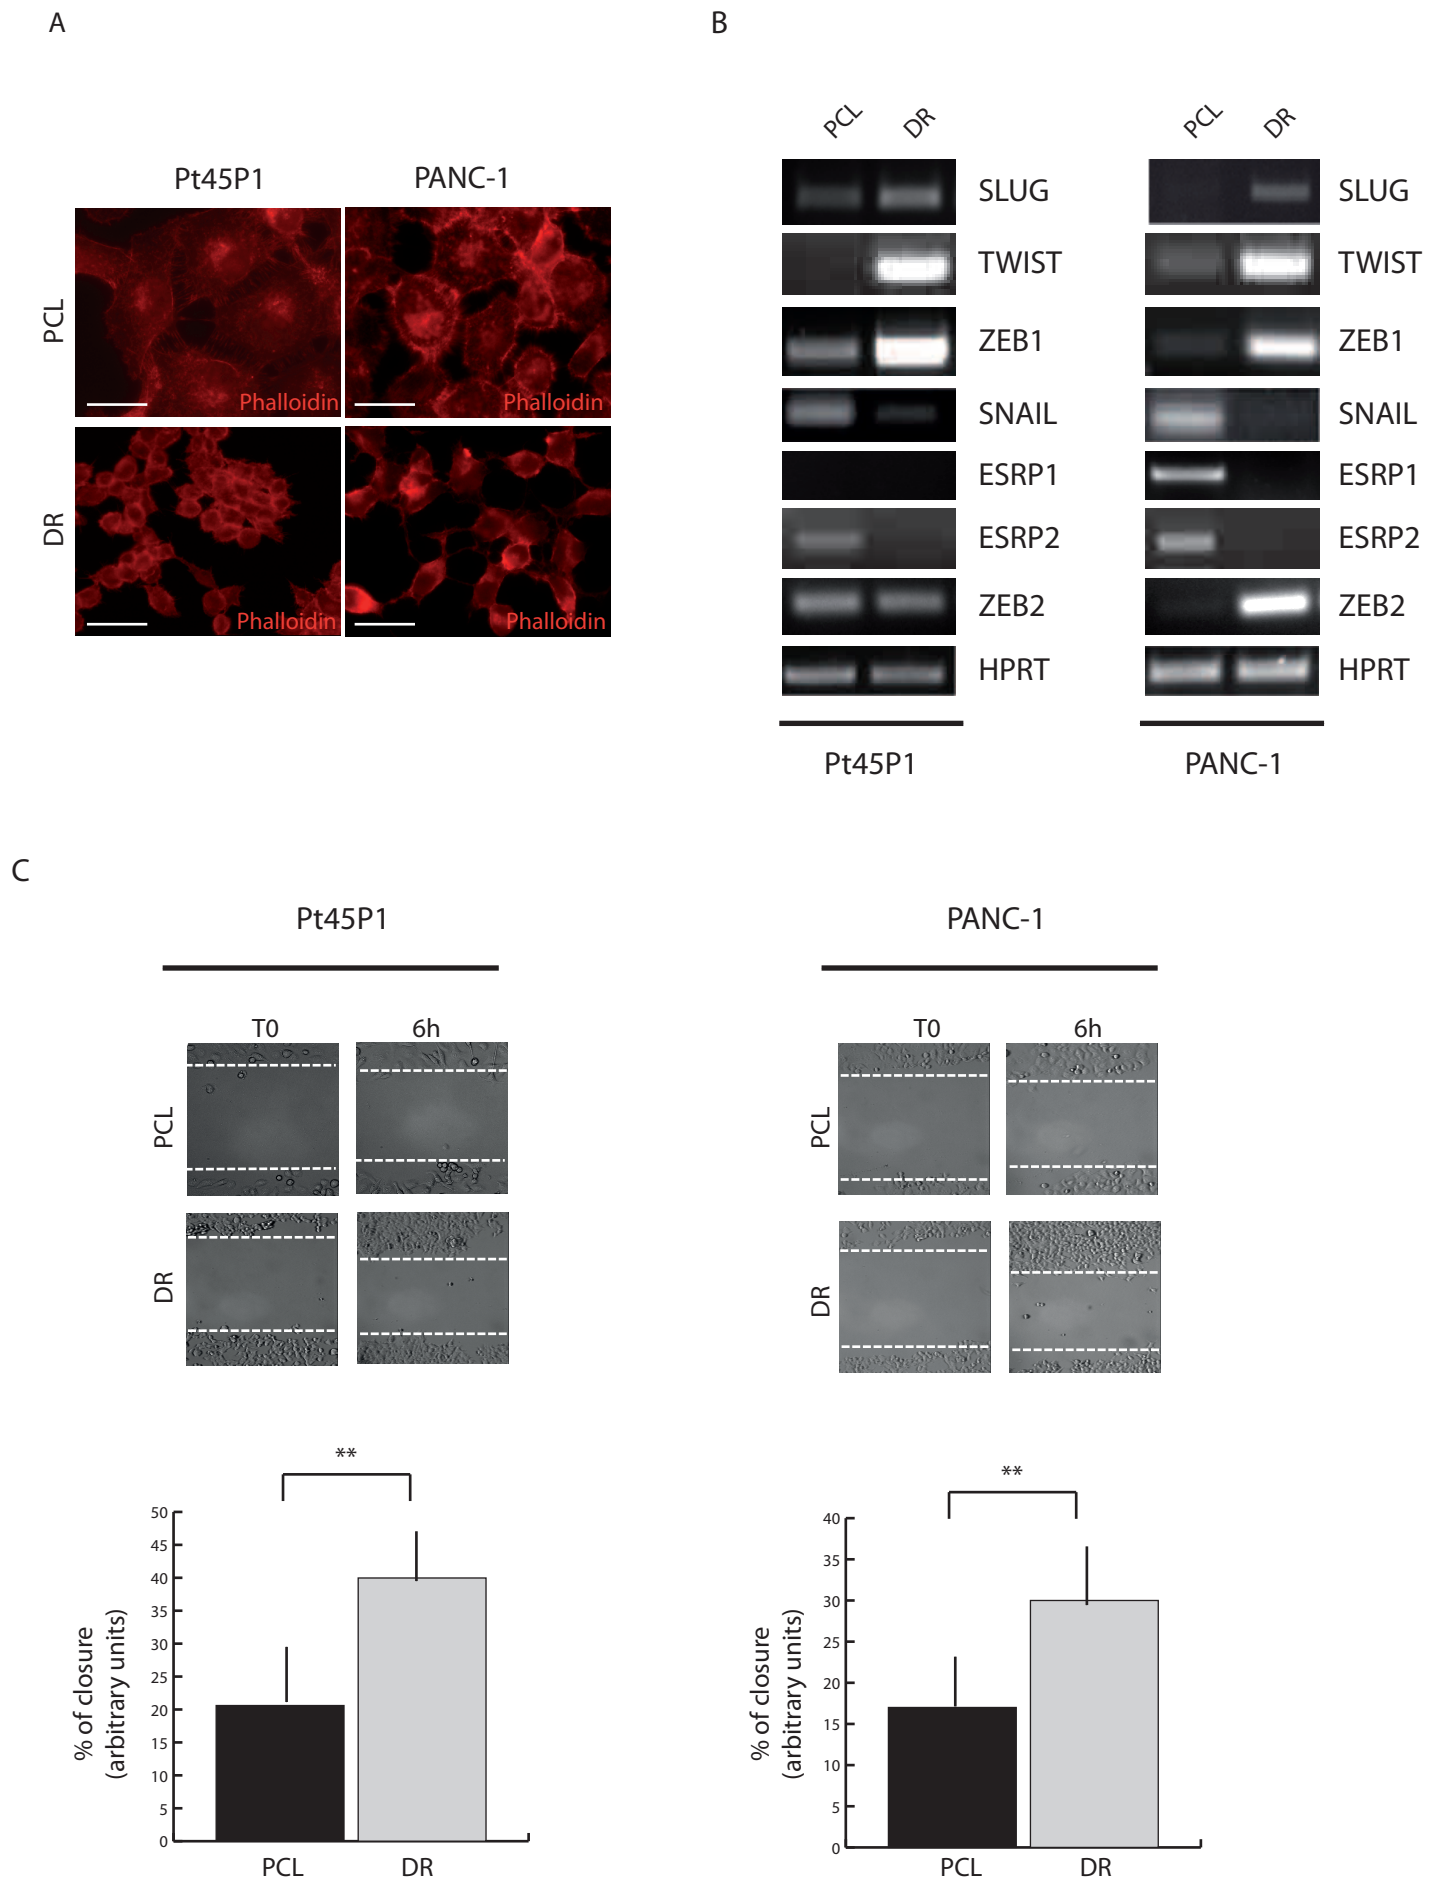 A
Pt45P1 PANC-1
PCL
Phalloidin Phalloidin
DR
Phalloidin Phalloidin
B
PCL DR PCL DR
SLUG SLUG
TWIST TWIST
ZEB1 ZEB1
SNAIL SNAIL
ESRP1 ESRP1
ESRP2 ESRP2
ZEB2 ZEB2
HPRT HPRT
Pt45P1 PANC-1
C
Pt45P1
T0 6h
PCL
DR
**
% of closure
(arbitrary units)
50
45
40
35
30
25
20
15
10
5
0
PCL DR
PANC-1
T0 6h
PCL
DR
**
% of closure
(arbitrary units)
40
35
30
25
20
15
10
5
0
PCL DR